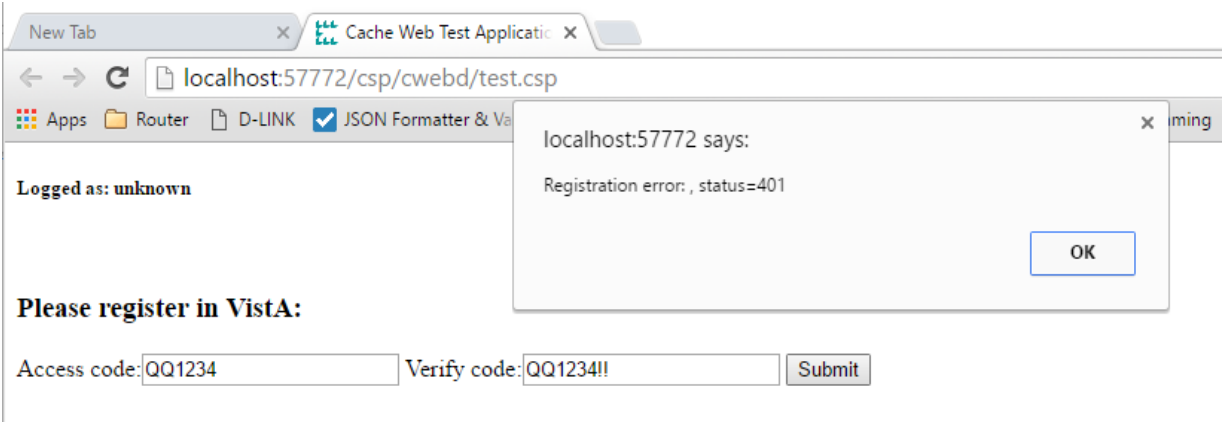 New Tab
Cache Web Test Applicatic
localhost:57772/csp/cwebd/test.csp
Apps Router D-LINK JSON Formatter & Va
ming
localhost:57772 says:
Registration error: , status=401
OK
Logged as: unknown
Please register in VistA:
Access code: QQ1234 Verify code: QQ1234!! Submit